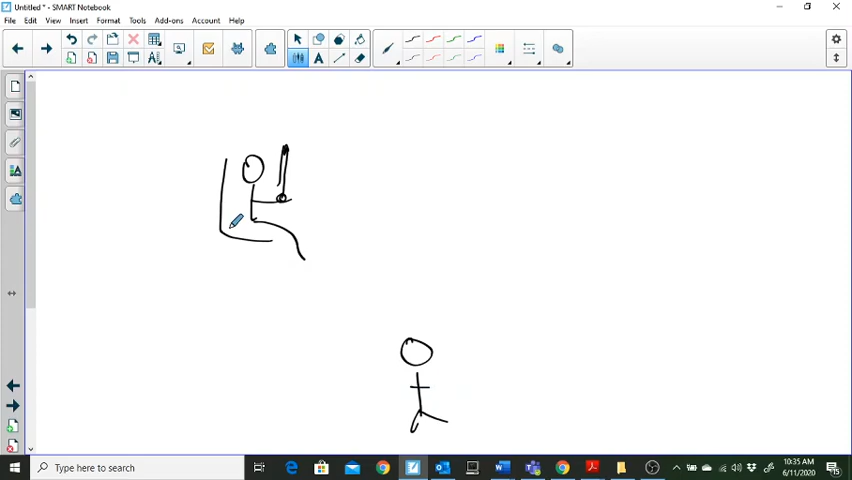 Untitled * - SMART Notebook
File Edit View Insert Format Tools Add-ons Account Help
Type here to search
10:35 AM
6/11/2020